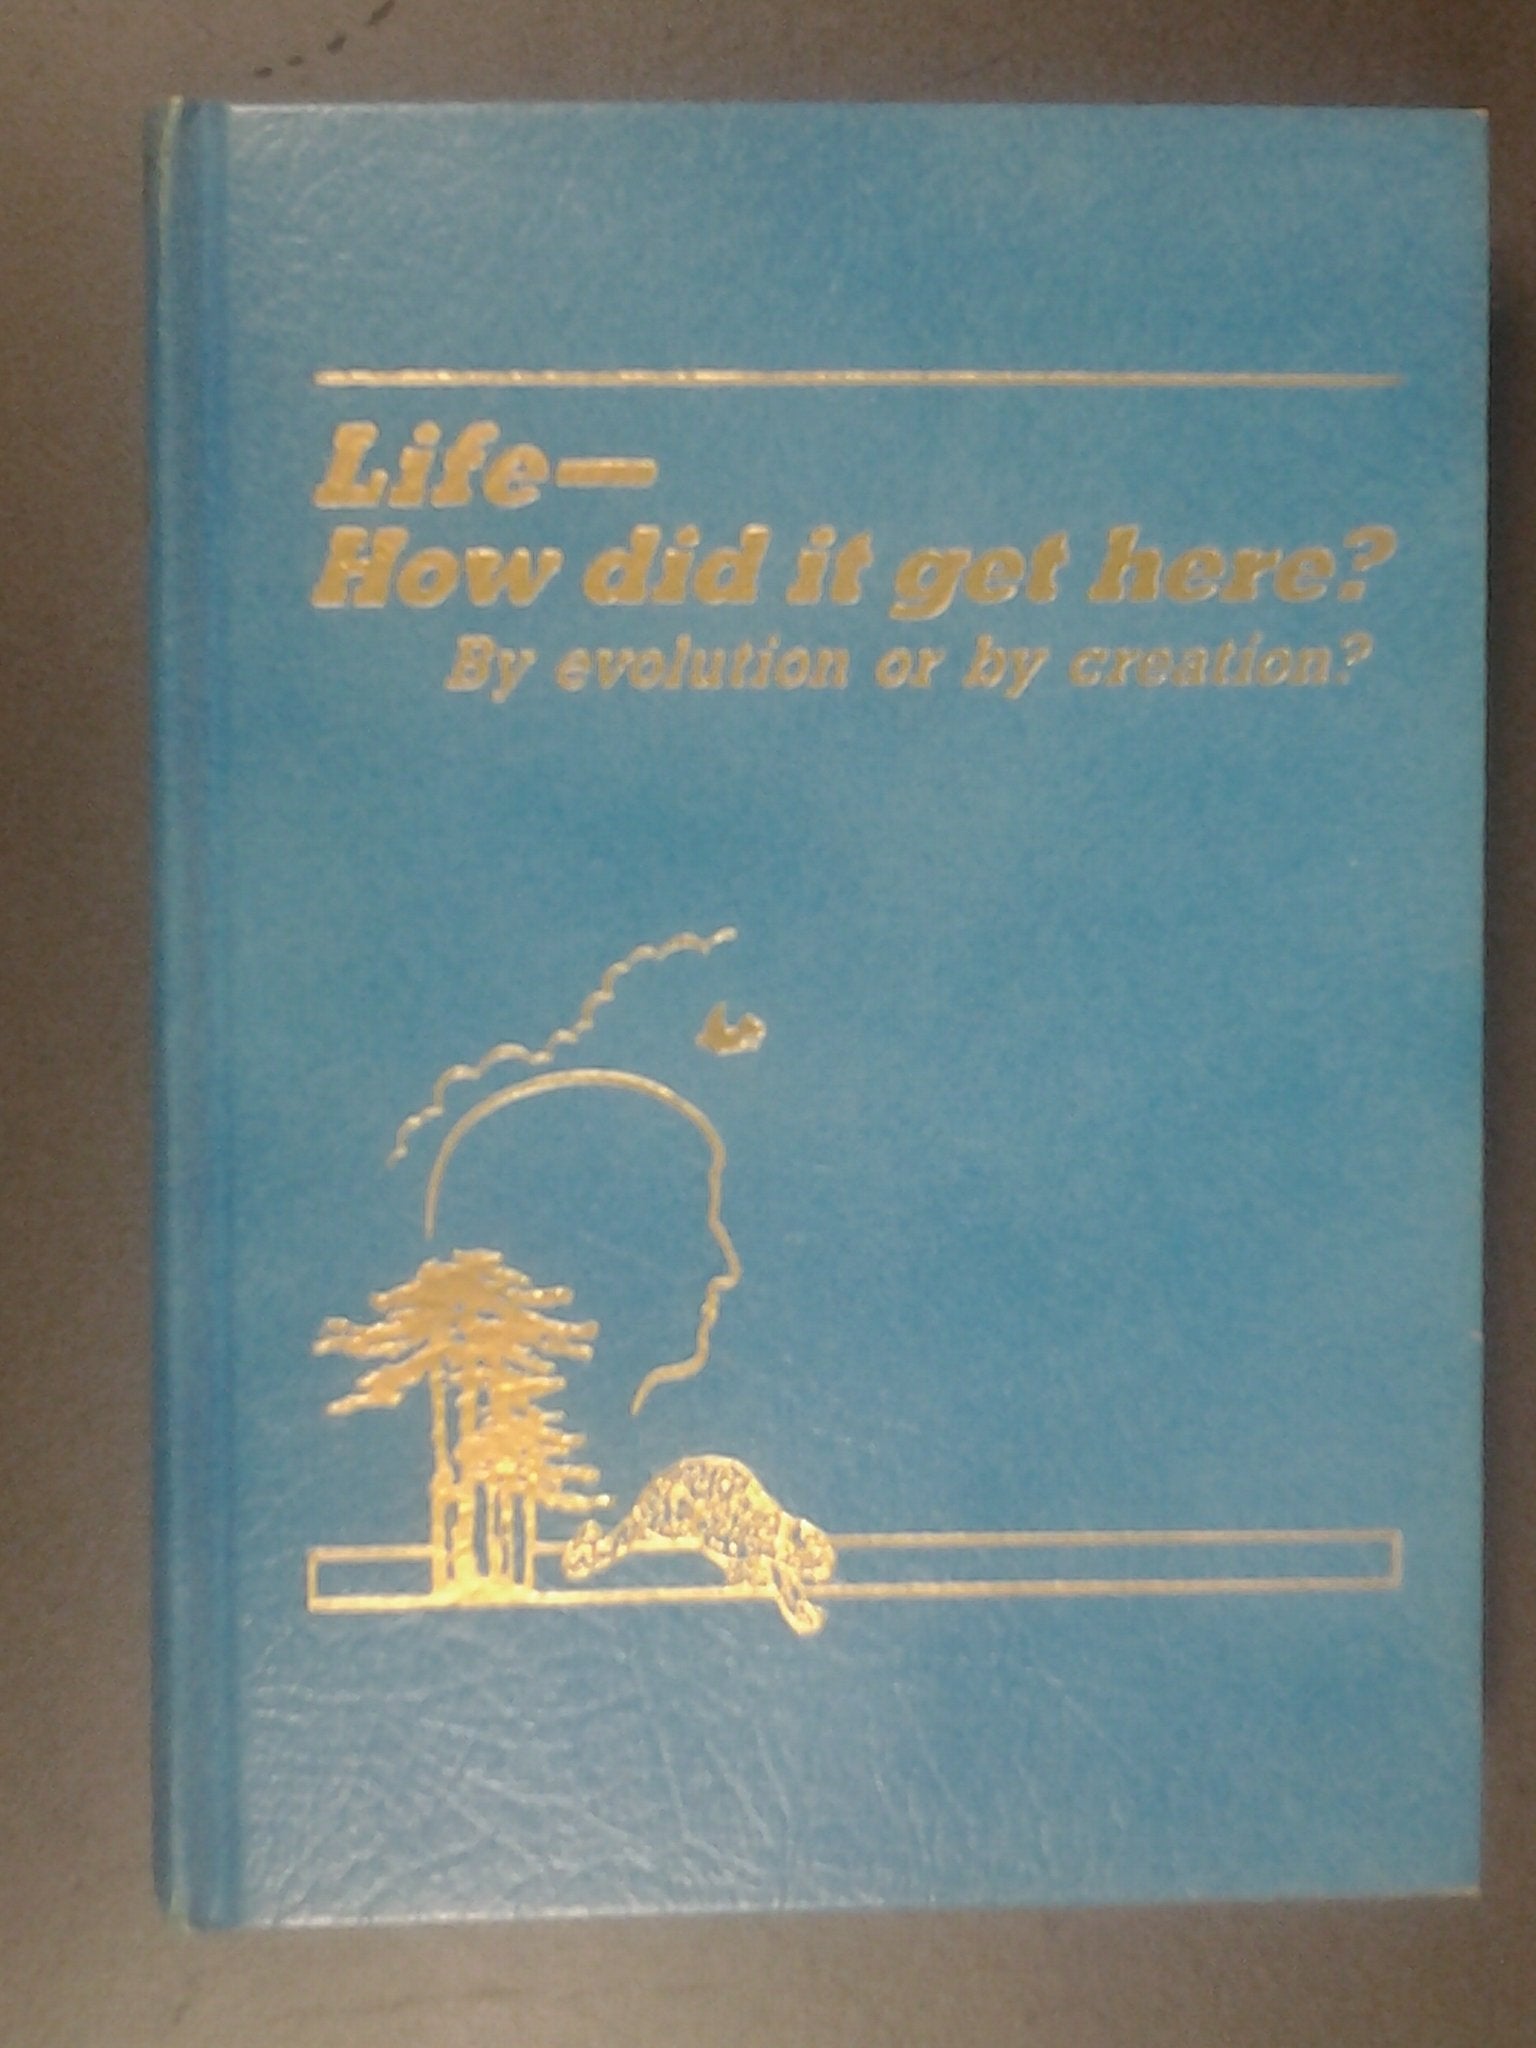 Life—
How did it get here?
By evolution or by creation?